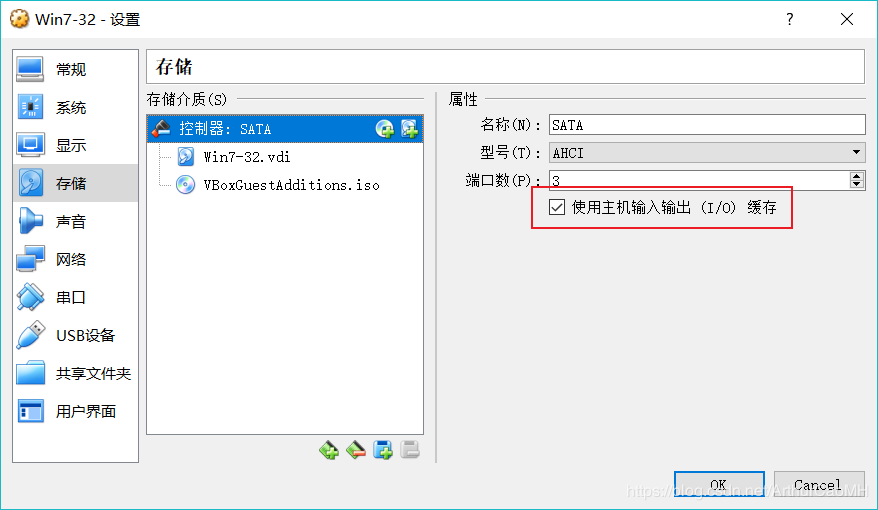 Win7-32 - 设置
?
常规
系统
显示
存储
声音
网络
串口
USB设备
共享文件夹
用户界面
存储
存储介质(S)
控制器: SATA
Win7-32.vdi
VBoxGuestAdditions.iso
属性
名称(N): SATA
型号(T): AHCI
端口数(P): 3
使用主机输入输出 (I/O) 缓存
OK
Cancel
https://blog.csdn.net/ArthurCaoMH